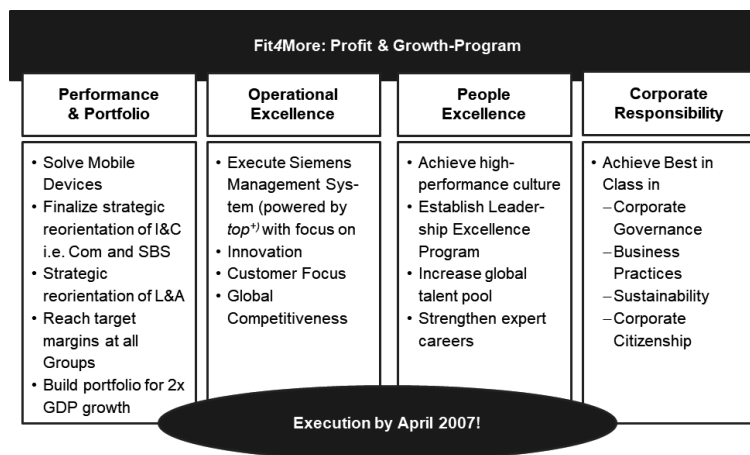 Fit4More: Profit & Growth-Program
Performance
& Portfolio
• Solve Mobile
Devices
• Finalize strategic
reorientation of I&C
i.e. Com and SBS
• Strategic
reorientation of L&A
• Reach target
margins at all
Groups
• Build portfolio for 2x
GDP growth
Operational
Excellence
• Execute Siemens
Management Sys-
tem (powered by
top+) with focus on
• Innovation
• Customer Focus
• Global
Competitiveness
People
Excellence
• Achieve high-
performance culture
• Establish Leader-
ship Excellence
Program
• Increase global
talent pool
• Strengthen expert
careers
Corporate
Responsibility
• Achieve Best in
Class in
–Corporate
Governance
–Business
Practices
–Sustainability
–Corporate
Citizenship
Execution by April 2007!